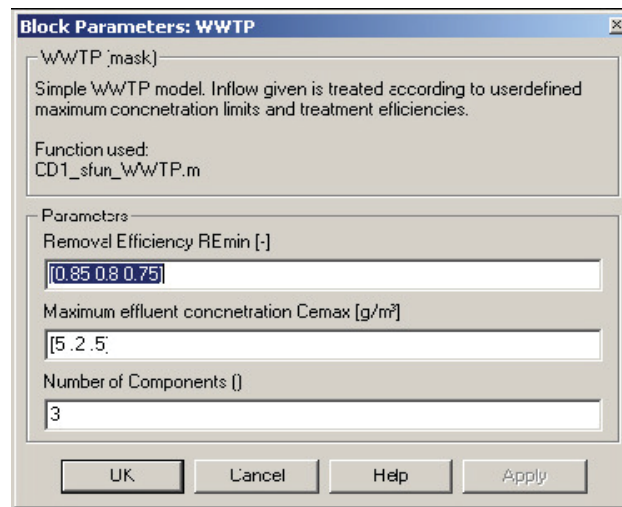 Block Parameters: WWTP
WWTP (mask)
Simple WWTP model. Inflow given is treated according to userdefined
maximum concnetration limits and treatment efficiencies.
Function used:
CD1_sfun_WWTP.m
Parameters
Removal Efficiency REmin [-]
[0.85 0.8 0.75]
Maximum effluent concnetration Cemax [g/m³]
[5 .2 .5]
Number of Components ()
3
OK Cancel Help Apply